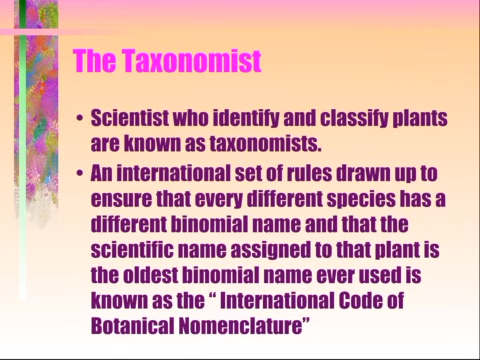 The Taxonomist
• Scientist who identify and classify plants
are known as taxonomists.
• An international set of rules drawn up to
ensure that every different species has a
different binomial name and that the
scientific name assigned to that plant is
the oldest binomial name ever used is
known as the “ International Code of
Botanical Nomenclature”